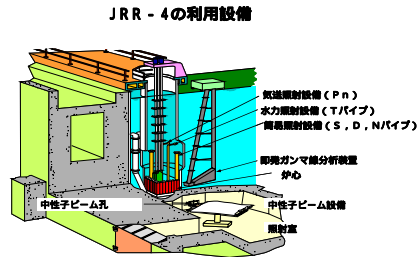 JRR-4の利用設備
気送照射設備(Pn)
水力照射設備(Tパイプ)
簡易照射設備(S,D,Nパイプ)
即発ガンマ線分析装置
炉心
中性子ビーム孔
中性子ビーム設備
照射室